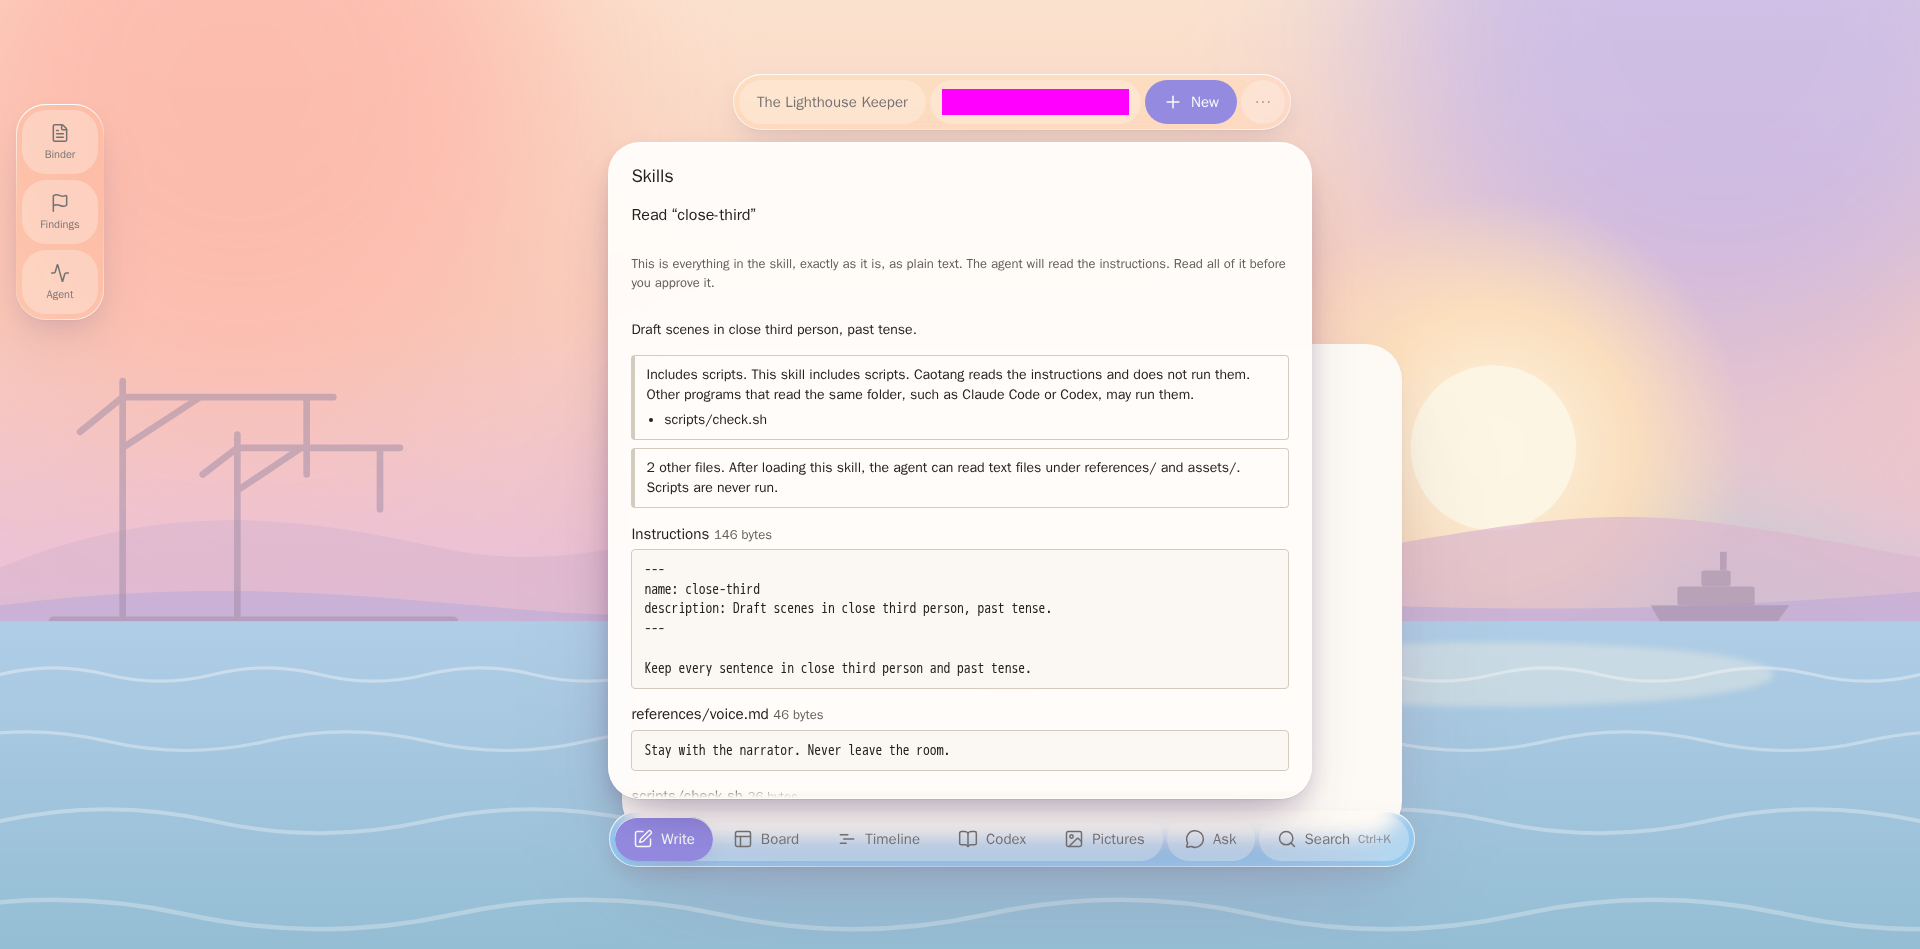 The Lighthouse Keeper
New
Binder
Findings
Agent
Skills
Read “close-third”
This is everything in the skill, exactly as it is, as plain text. The agent will read the instructions. Read all of it before
you approve it.
Draft scenes in close third person, past tense.
Includes scripts. This skill includes scripts. Caotang reads the instructions and does not run them.
Other programs that read the same folder, such as Claude Code or Codex, may run them.
• scripts/check.sh
2 other files. After loading this skill, the agent can read text files under references/ and assets/.
Scripts are never run.
Instructions 146 bytes
---
name: close-third
description: Draft scenes in close third person, past tense.
---
Keep every sentence in close third person and past tense.
references/voice.md 46 bytes
Stay with the narrator. Never leave the room.
scripts/check.sh 26 bytes
Write
Board
Timeline
Codex
Pictures
Ask
Search Ctrl+K